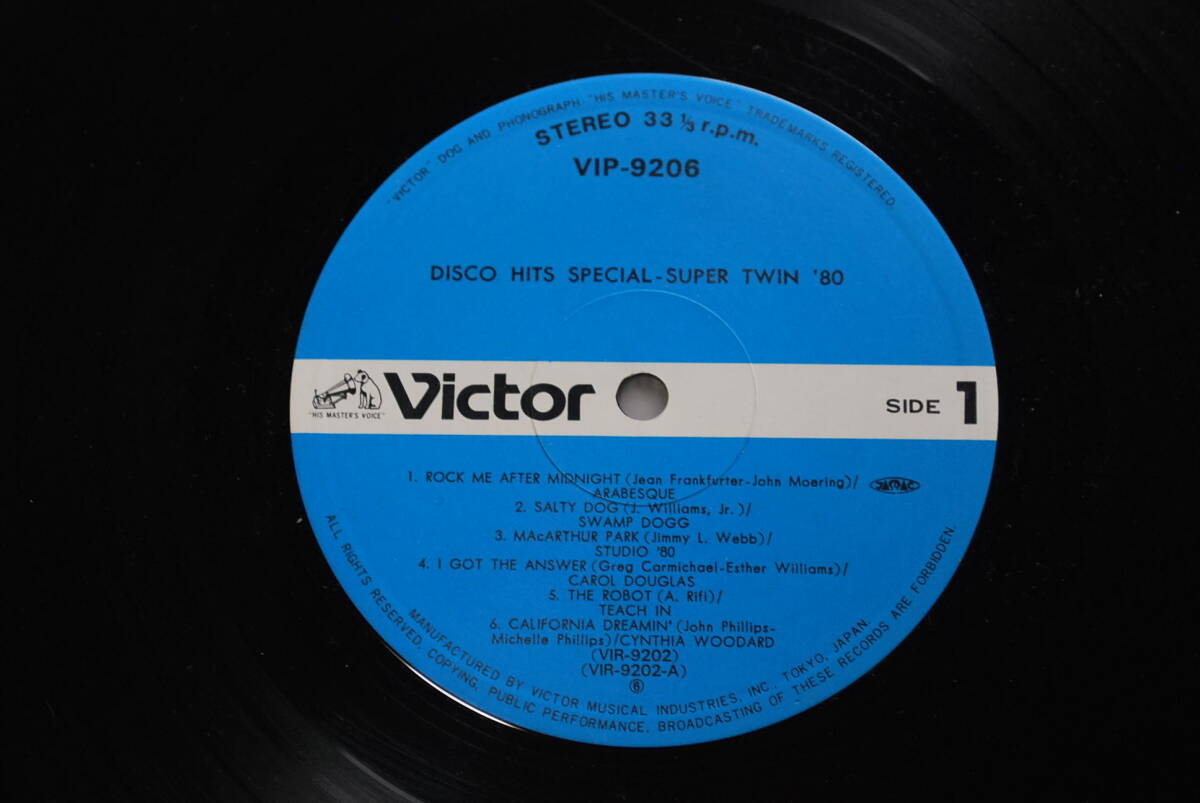 "VICTOR" DOG AND PHONOGRAPH "HIS MASTER'S VOICE" TRADEMARKS REGISTERED.
STEREO 33 ⅓ r.p.m.
VIP-9206
DISCO HITS SPECIAL-SUPER TWIN '80
"HIS MASTER'S VOICE"
Victor
SIDE 1
1. ROCK ME AFTER MIDNIGHT (Jean Frankfurter-John Moering)/
ARABESQUE
JASRAC
2. SALTY DOG (J. Williams, Jr.)/
SWAMP DOGG
3. MAcARTHUR PARK (Jimmy L. Webb)/
STUDIO '80
4. I GOT THE ANSWER (Greg Carmichael-Esther Williams)/
CAROL DOUGLAS
5. THE ROBOT (A. Rifi)/
TEACH IN
6. CALIFORNIA DREAMIN' (John Phillips-
Michelle Phillips)/CYNTHIA WOODARD
(VIR-9202)
(VIR-9202-A)
⑥
MANUFACTURED BY VICTOR MUSICAL INDUSTRIES, INC., TOKYO, JAPAN.
ALL RIGHTS RESERVED, COPYING, PUBLIC PERFORMANCE, BROADCASTING OF THESE RECORDS ARE FORBIDDEN.